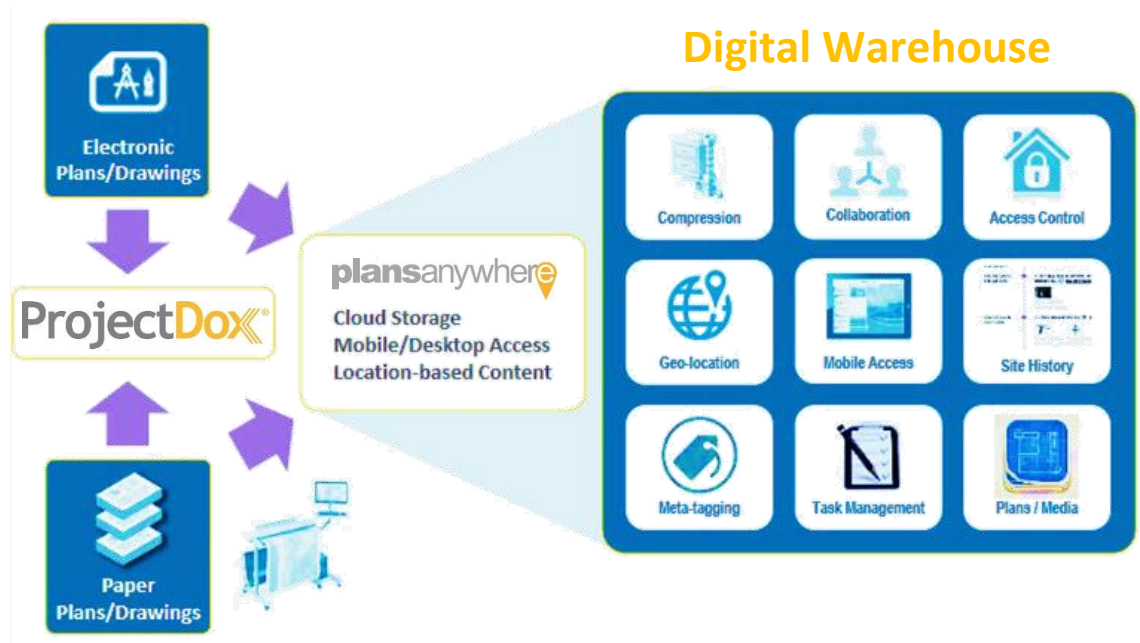 Digital Warehouse
Electronic
Plans/Drawings
ProjectDox®
Paper
Plans/Drawings
plansanywhere
Cloud Storage
Mobile/Desktop Access
Location-based Content
Compression
Collaboration
Access Control
Geo-location
Mobile Access
Site History
Meta-tagging
Task Management
Plans / Media